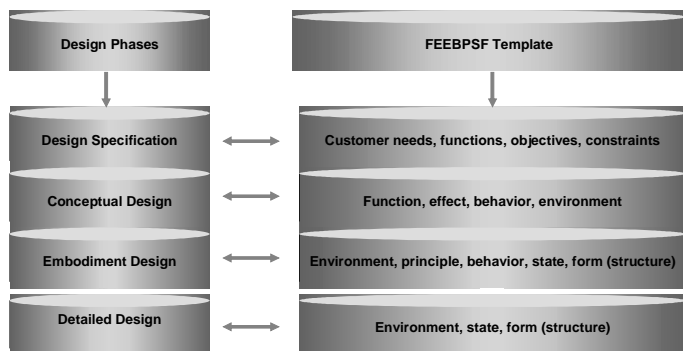 Design Phases
FEEBPSF Template
Design Specification
Customer needs, functions, objectives, constraints
Conceptual Design
Function, effect, behavior, environment
Embodiment Design
Environment, principle, behavior, state, form (structure)
Detailed Design
Environment, state, form (structure)